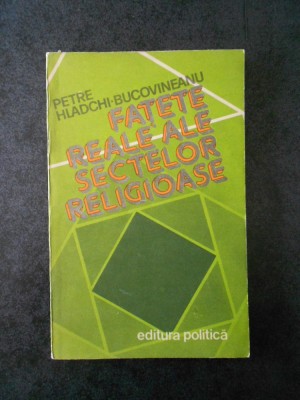 PETRE
HLADCHI-BUCOVINEANU
FAȚETE
REALE ALE
SECTELOR
RELIGIOASE
editura politică